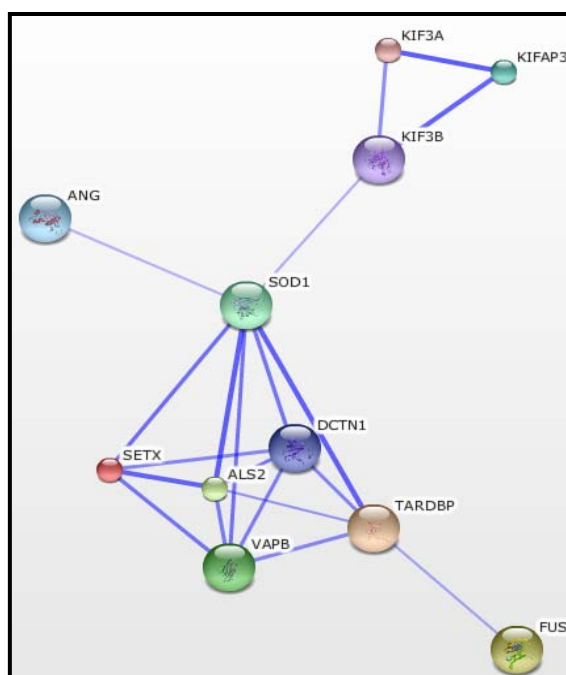 KIF3A
KIFAP3
KIF3B
ANG
SOD1
DCTN1
SETX
ALS2
TARDBP
VAPB
FUS